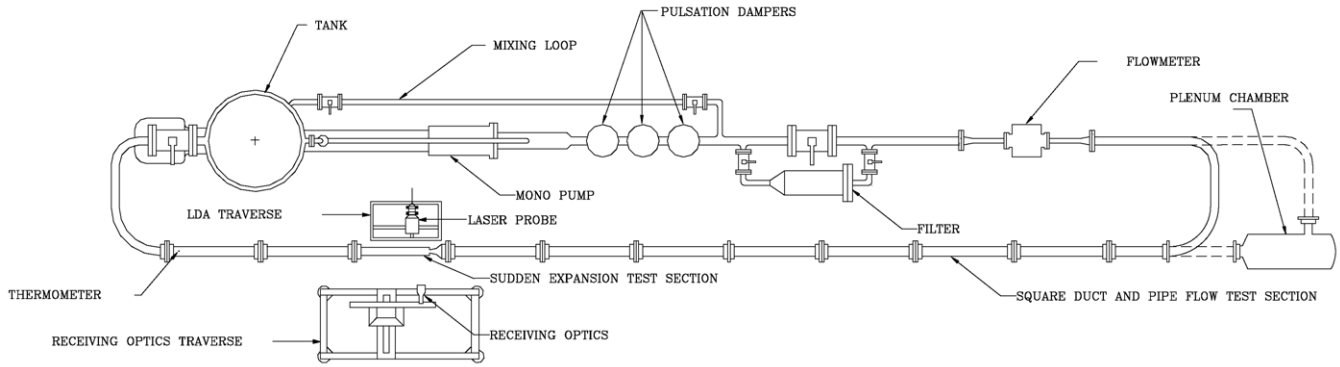 PULSATION DAMPERS
TANK
MIXING LOOP
FLOWMETER
PLENUM CHAMBER
MONO PUMP
LDA TRAVERSE
LASER PROBE
FILTER
SUDDEN EXPANSION TEST SECTION
THERMOMETER
SQUARE DUCT AND PIPE FLOW TEST SECTION
RECEIVING OPTICS TRAVERSE
RECEIVING OPTICS